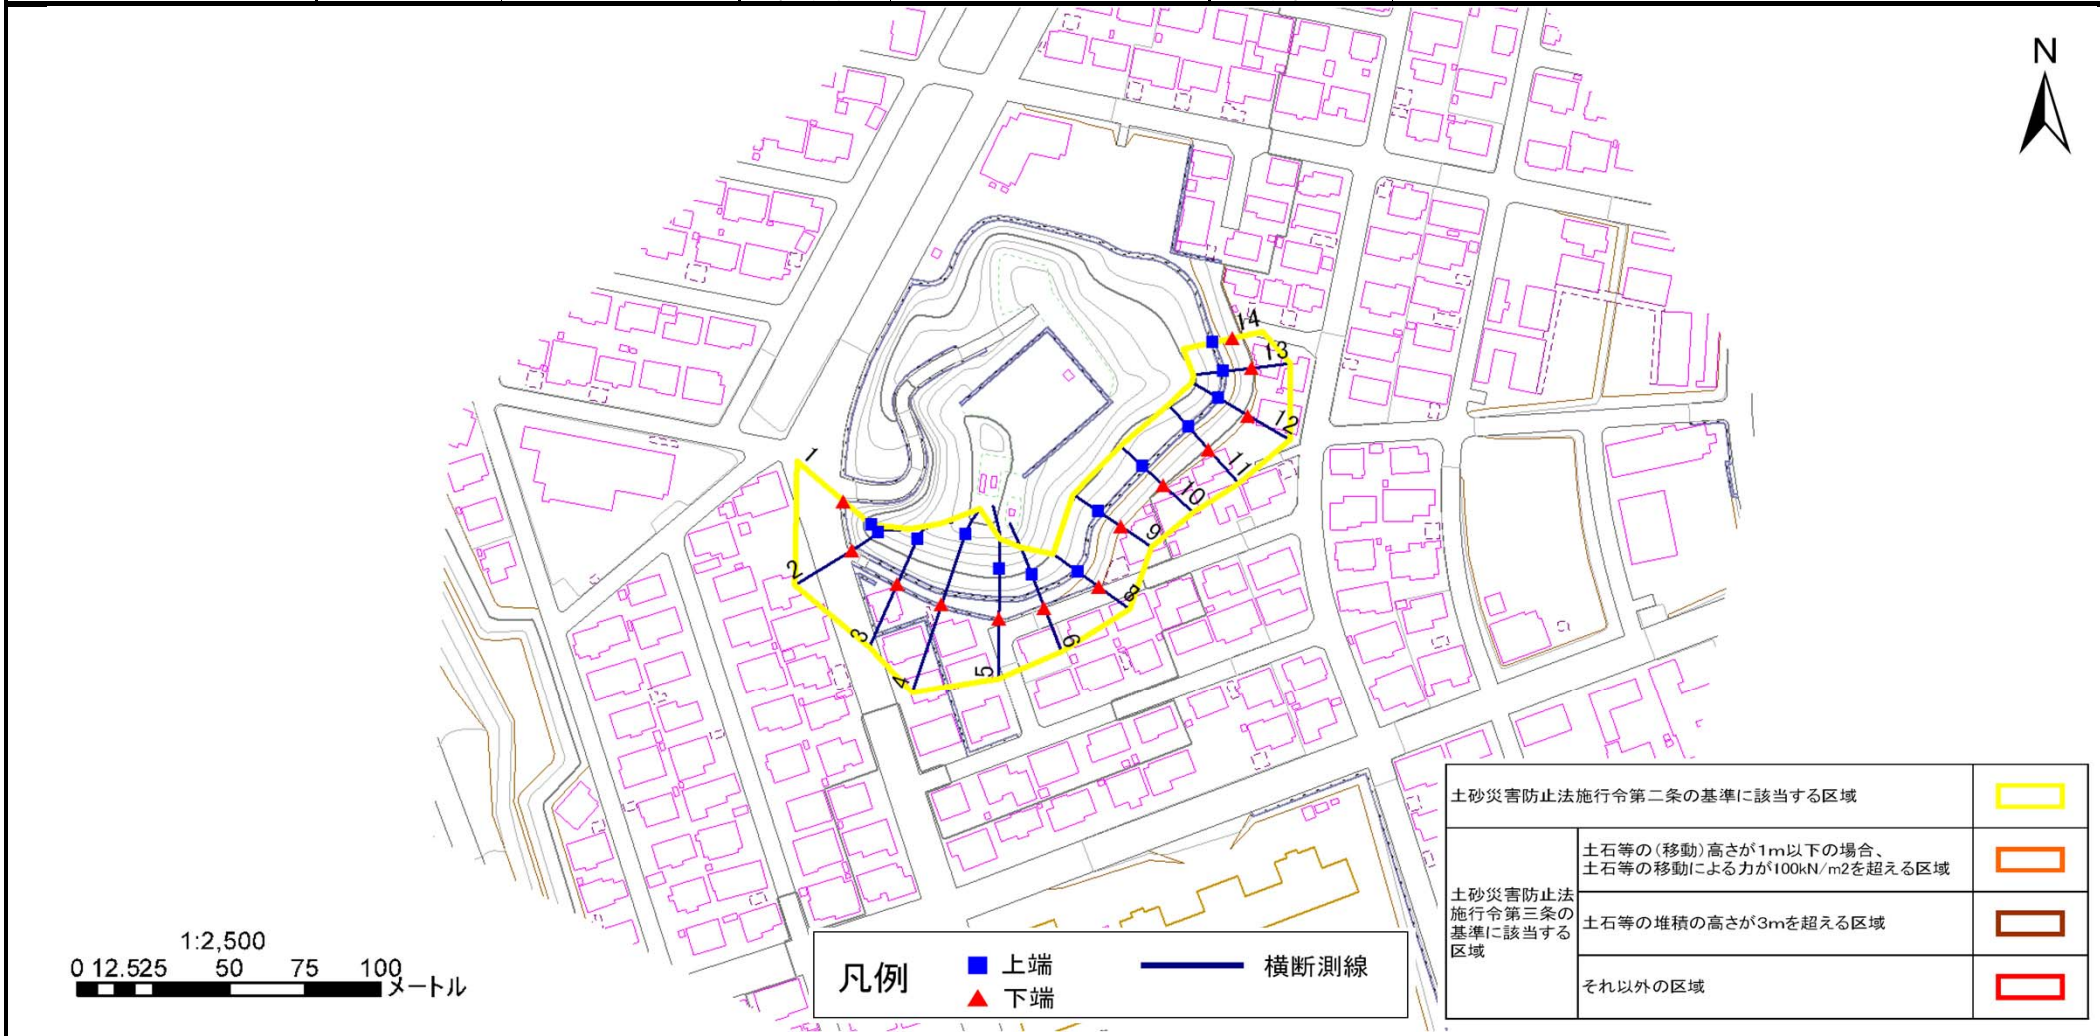 N
14
13
12
11
10
9
8
6
5
4
3
2
1
1:2,500
0 12.525 50 75 100
メートル
凡例
上端
下端
横断測線
土砂災害防止法施行令第二条の基準に該当する区域
土砂災害防止法
施行令第三条の
基準に該当する
区域
土石等の(移動)高さが1m以下の場合、
土石等の移動による力が100kN/m2を超える区域
土石等の堆積の高さが3mを超える区域
それ以外の区域